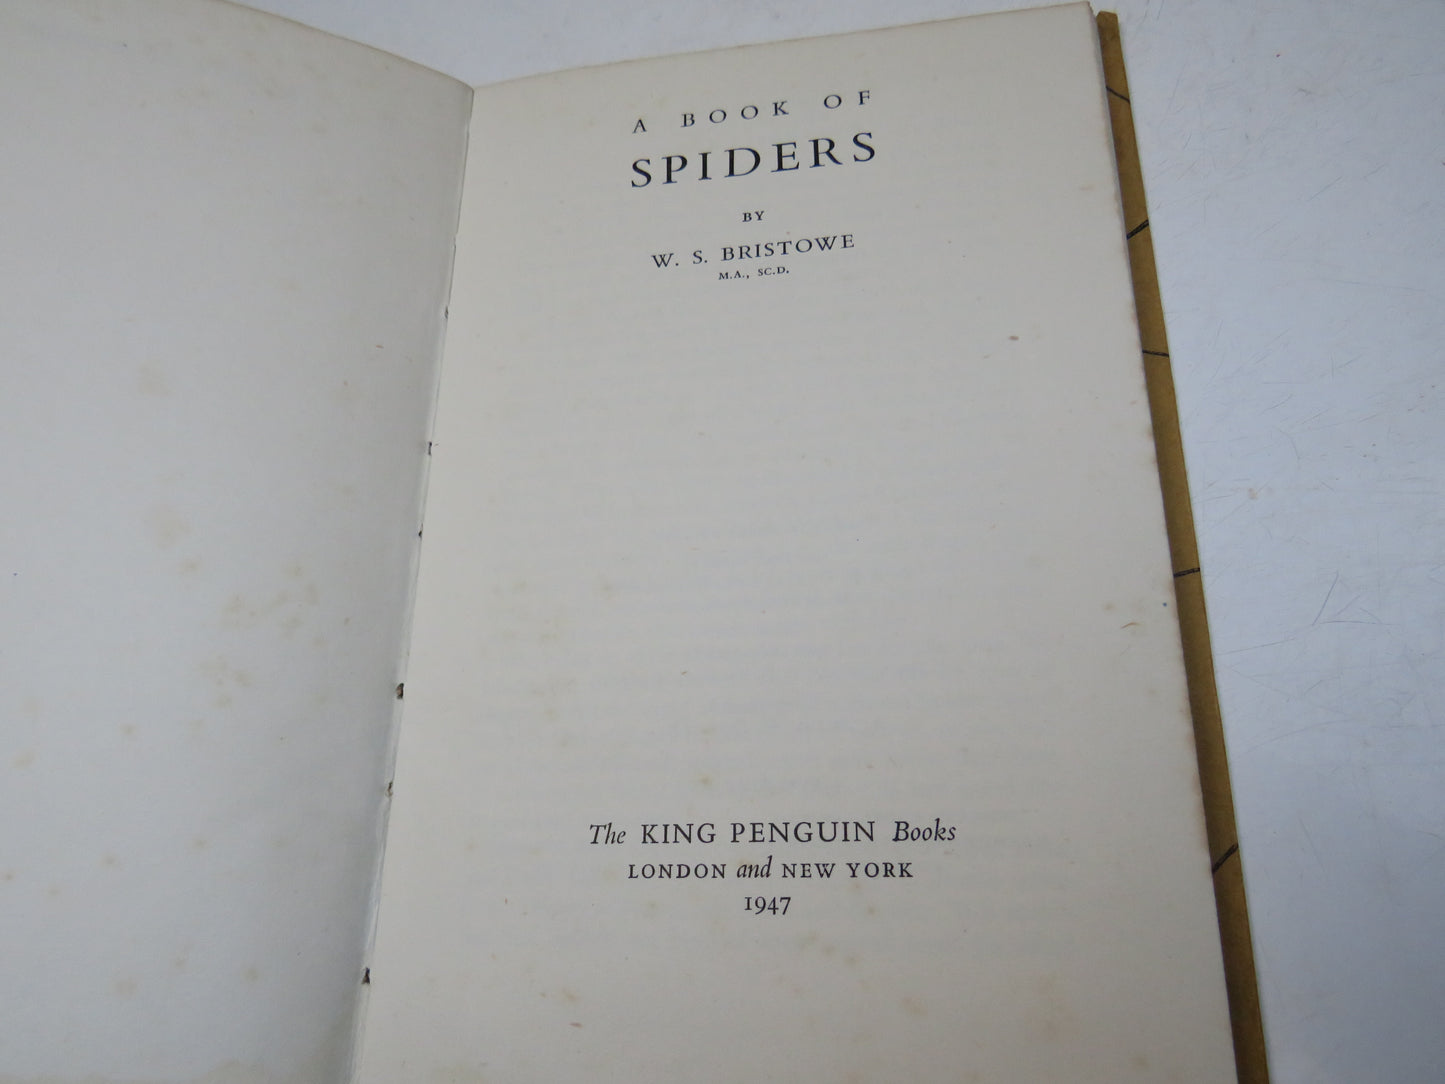 A BOOK OF
SPIDERS
BY
W. S. BRISTOWE
M.A., SC.D.
The KING PENGUIN Books
LONDON and NEW YORK
1947